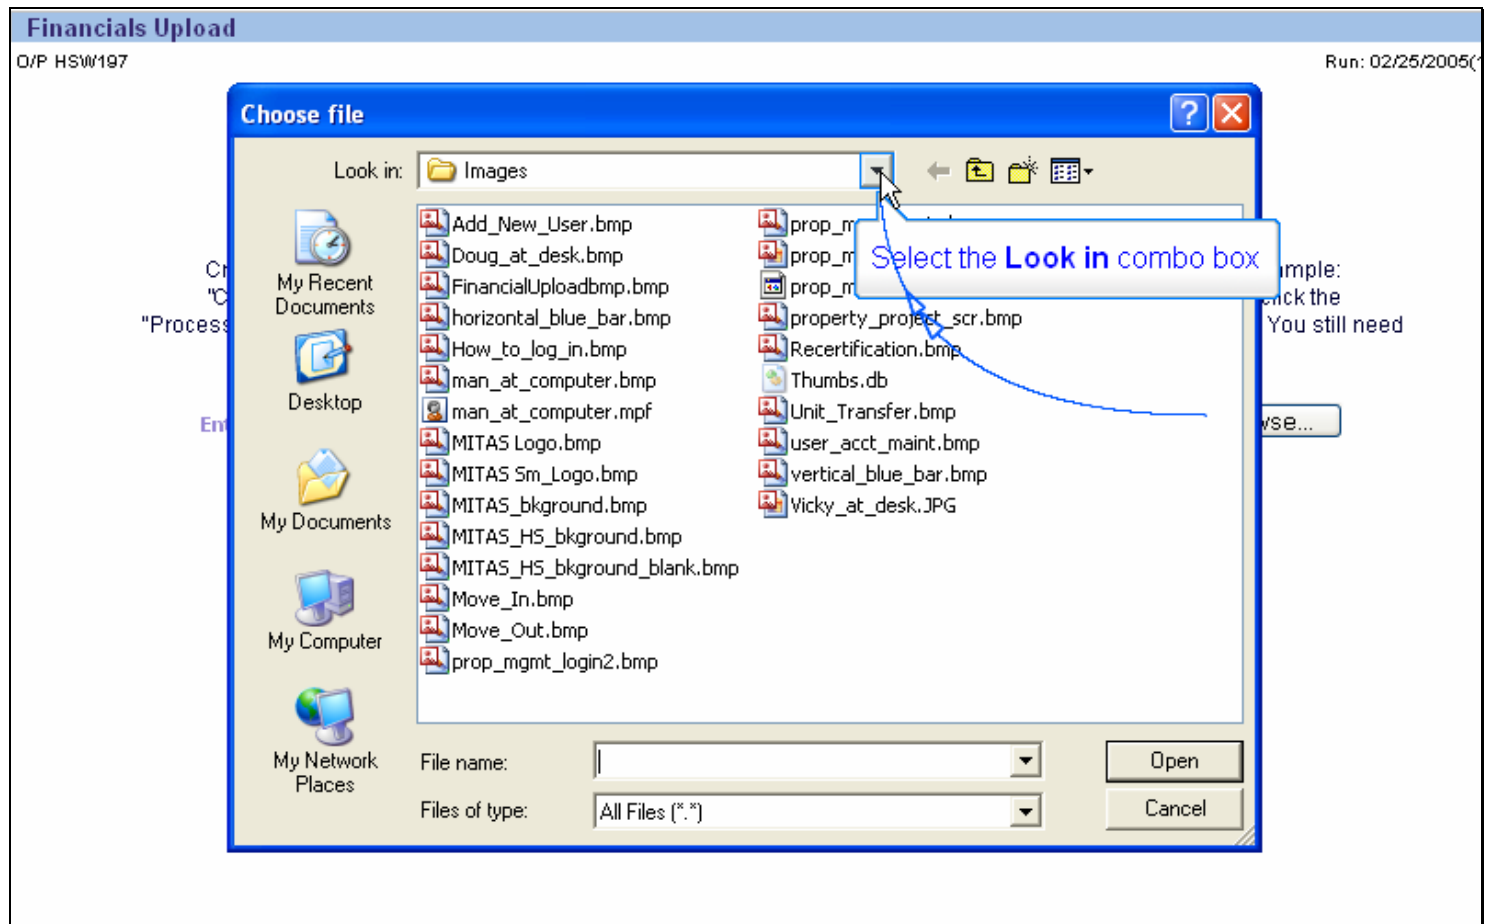 Financials Upload
O/P HSW197
Run: 02/25/2005(
Choose file
Look in:
Images
Select the Look in combo box
My Recent
Documents
Desktop
My Documents
My Computer
My Network
Places
Add_New_User.bmp
Doug_at_desk.bmp
FinancialUploadbmp.bmp
horizontal_blue_bar.bmp
How_to_log_in.bmp
man_at_computer.bmp
man_at_computer.mpf
MITAS Logo.bmp
MITAS Sm_Logo.bmp
MITAS_bkground.bmp
MITAS_HS_bkground.bmp
MITAS_HS_bkground_blank.bmp
Move_In.bmp
Move_Out.bmp
prop_mgmt_login2.bmp
property_project_scr.bmp
Recertification.bmp
Thumbs.db
Unit_Transfer.bmp
user_acct_maint.bmp
vertical_blue_bar.bmp
Vicky_at_desk.JPG
the
You still need
File name:
Open
Files of type:
All Files (*.*)
Cancel